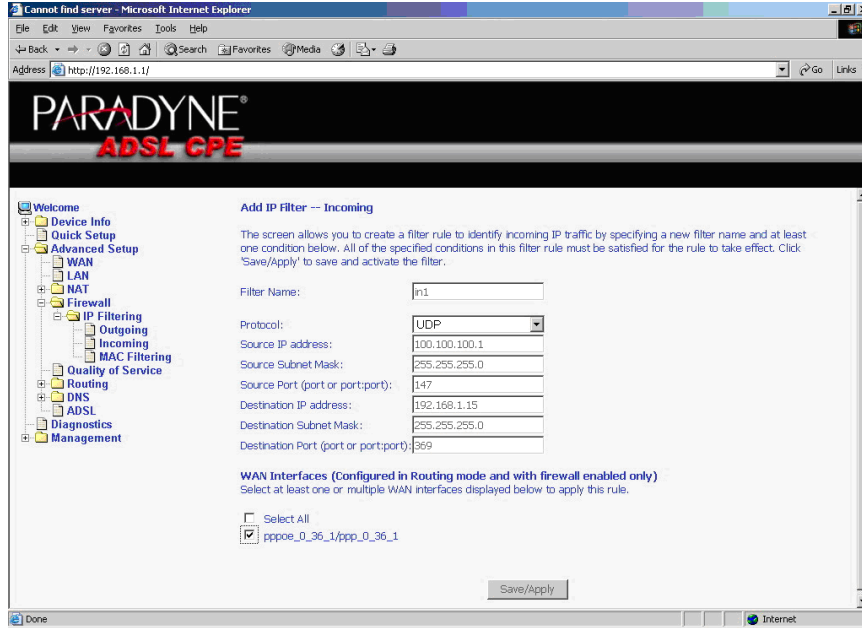 Cannot find server - Microsoft Internet Explorer
File Edit View Favorites Tools Help
Back Search Favorites Media
Address http://192.168.1.1/ Go Links
PARADYNE®
ADSL CPE
Welcome
Device Info
Quick Setup
Advanced Setup
WAN
LAN
NAT
Firewall
IP Filtering
Outgoing
Incoming
MAC Filtering
Quality of Service
Routing
DNS
ADSL
Diagnostics
Management
Add IP Filter -- Incoming
The screen allows you to create a filter rule to identify incoming IP traffic by specifying a new filter name and at least
one condition below. All of the specified conditions in this filter rule must be satisfied for the rule to take effect. Click
'Save/Apply' to save and activate the filter.
Filter Name: in1
Protocol: UDP
Source IP address: 100.100.100.1
Source Subnet Mask: 255.255.255.0
Source Port (port or port:port): 147
Destination IP address: 192.168.1.15
Destination Subnet Mask: 255.255.255.0
Destination Port (port or port:port): 369
WAN Interfaces (Configured in Routing mode and with firewall enabled only)
Select at least one or multiple WAN interfaces displayed below to apply this rule.
Select All
pppoe_0_36_1/ppp_0_36_1
Save/Apply
Done Internet